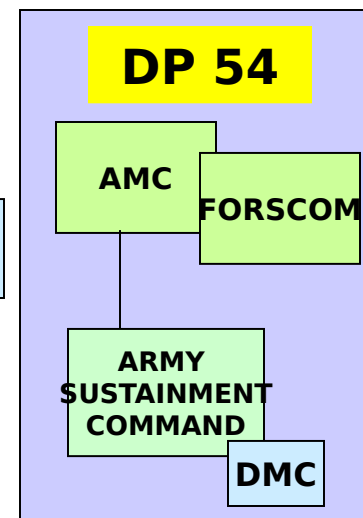 DP 54
AMC
FORSCOM
ARMY
SUSTAINMENT
COMMAND
DMC